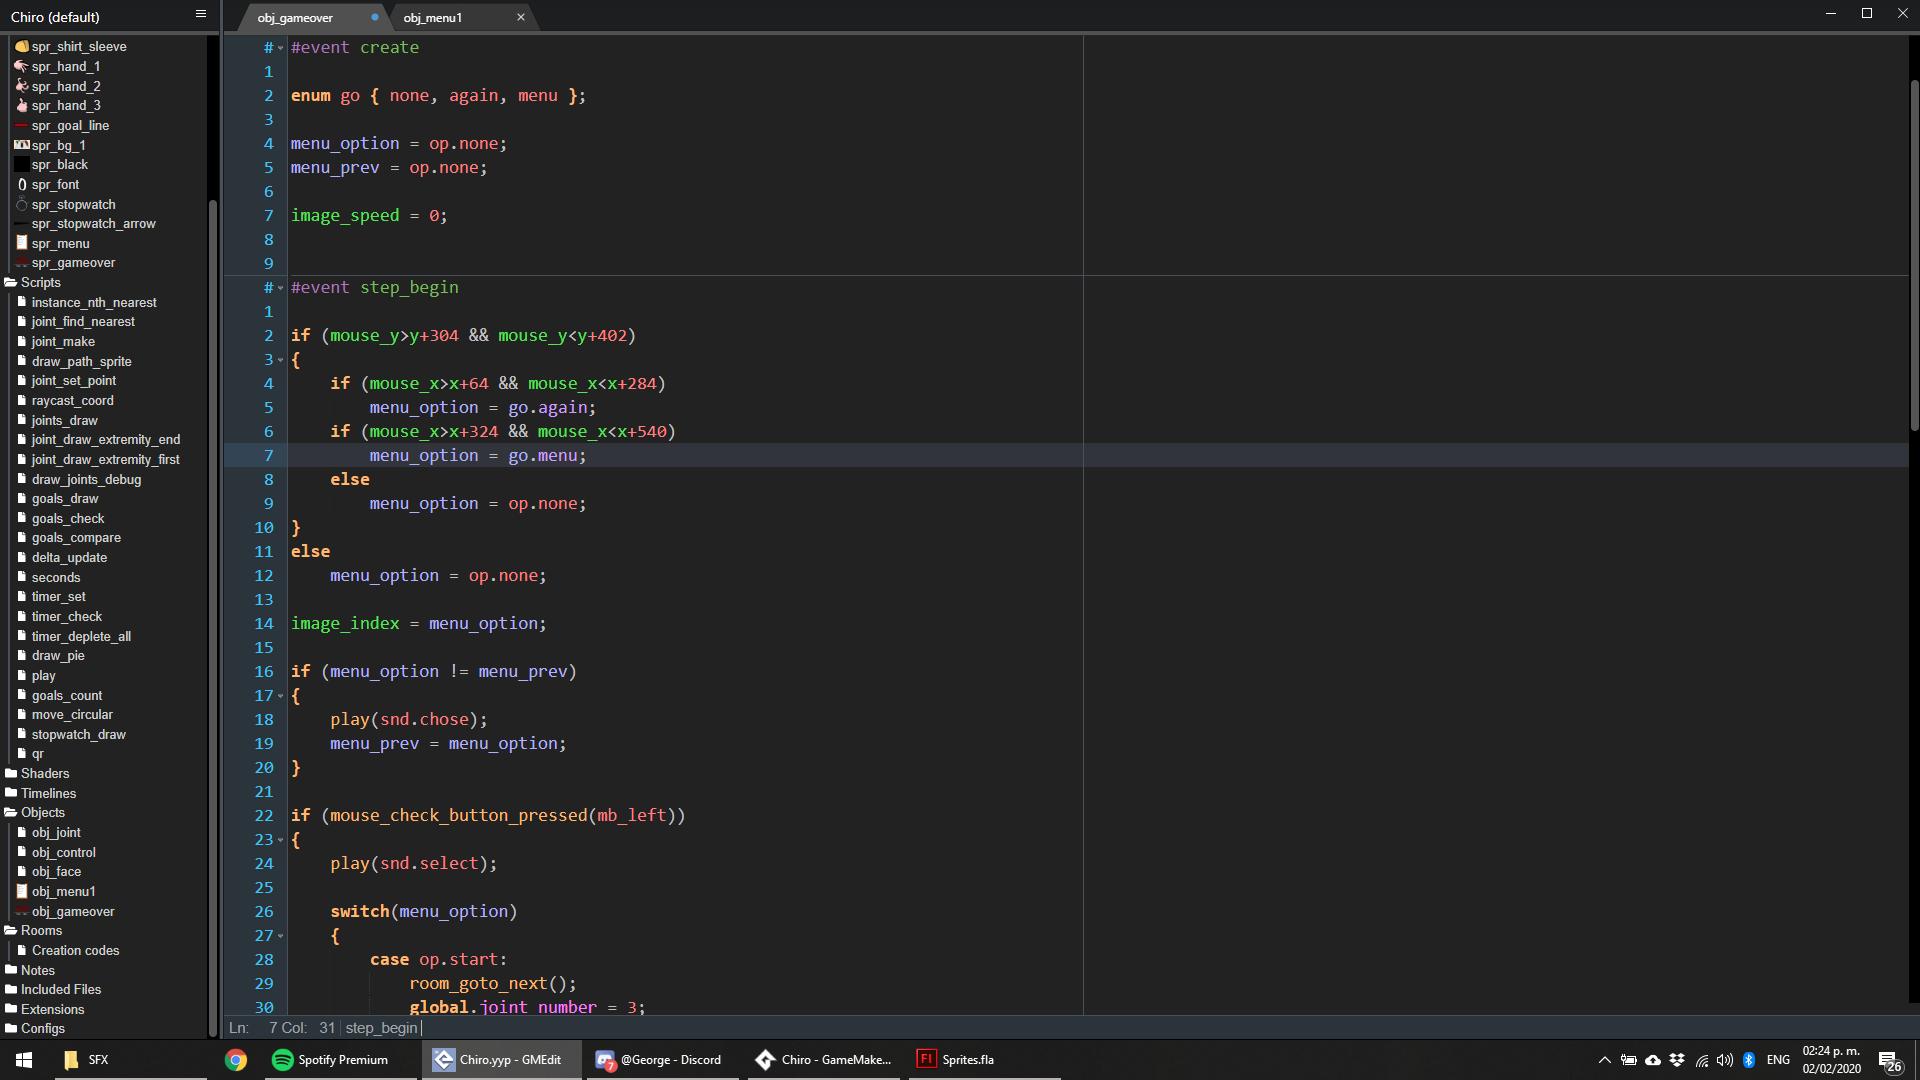 Chiro (default)
obj_gameover
obj_menu1
spr_shirt_sleeve
spr_hand_1
spr_hand_2
spr_hand_3
spr_goal_line
spr_bg_1
spr_black
spr_font
spr_stopwatch
spr_stopwatch_arrow
spr_menu
spr_gameover
Scripts
instance_nth_nearest
joint_find_nearest
joint_make
draw_path_sprite
joint_set_point
raycast_coord
joints_draw
joint_draw_extremity_end
joint_draw_extremity_first
draw_joints_debug
goals_draw
goals_check
goals_compare
delta_update
seconds
timer_set
timer_check
timer_deplete_all
draw_pie
play
goals_count
move_circular
stopwatch_draw
qr
Shaders
Timelines
Objects
obj_joint
obj_control
obj_face
obj_menu1
obj_gameover
Rooms
Creation codes
Notes
Included Files
Extensions
Configs
# #event create
1
2 enum go { none, again, menu };
3
4 menu_option = op.none;
5 menu_prev = op.none;
6
7 image_speed = 0;
8
9
# #event step_begin
1
2 if (mouse_y>y+304 && mouse_y<y+402)
3 {
4 if (mouse_x>x+64 && mouse_x<x+284)
5 menu_option = go.again;
6 if (mouse_x>x+324 && mouse_x<x+540)
7 menu_option = go.menu;
8 else
9 menu_option = op.none;
10 }
11 else
12 menu_option = op.none;
13
14 image_index = menu_option;
15
16 if (menu_option != menu_prev)
17 {
18 play(snd.chose);
19 menu_prev = menu_option;
20 }
21
22 if (mouse_check_button_pressed(mb_left))
23 {
24 play(snd.select);
25
26 switch(menu_option)
27 {
28 case op.start:
29 room_goto_next();
30 global.joint_number = 3;
Ln: 7 Col: 31 step_begin
SFX
Spotify Premium
Chiro.yyp - GMEdit
7
@George - Discord
Chiro - GameMake...
Fl
Sprites.fla
ENG
02:24 p. m.
02/02/2020
26